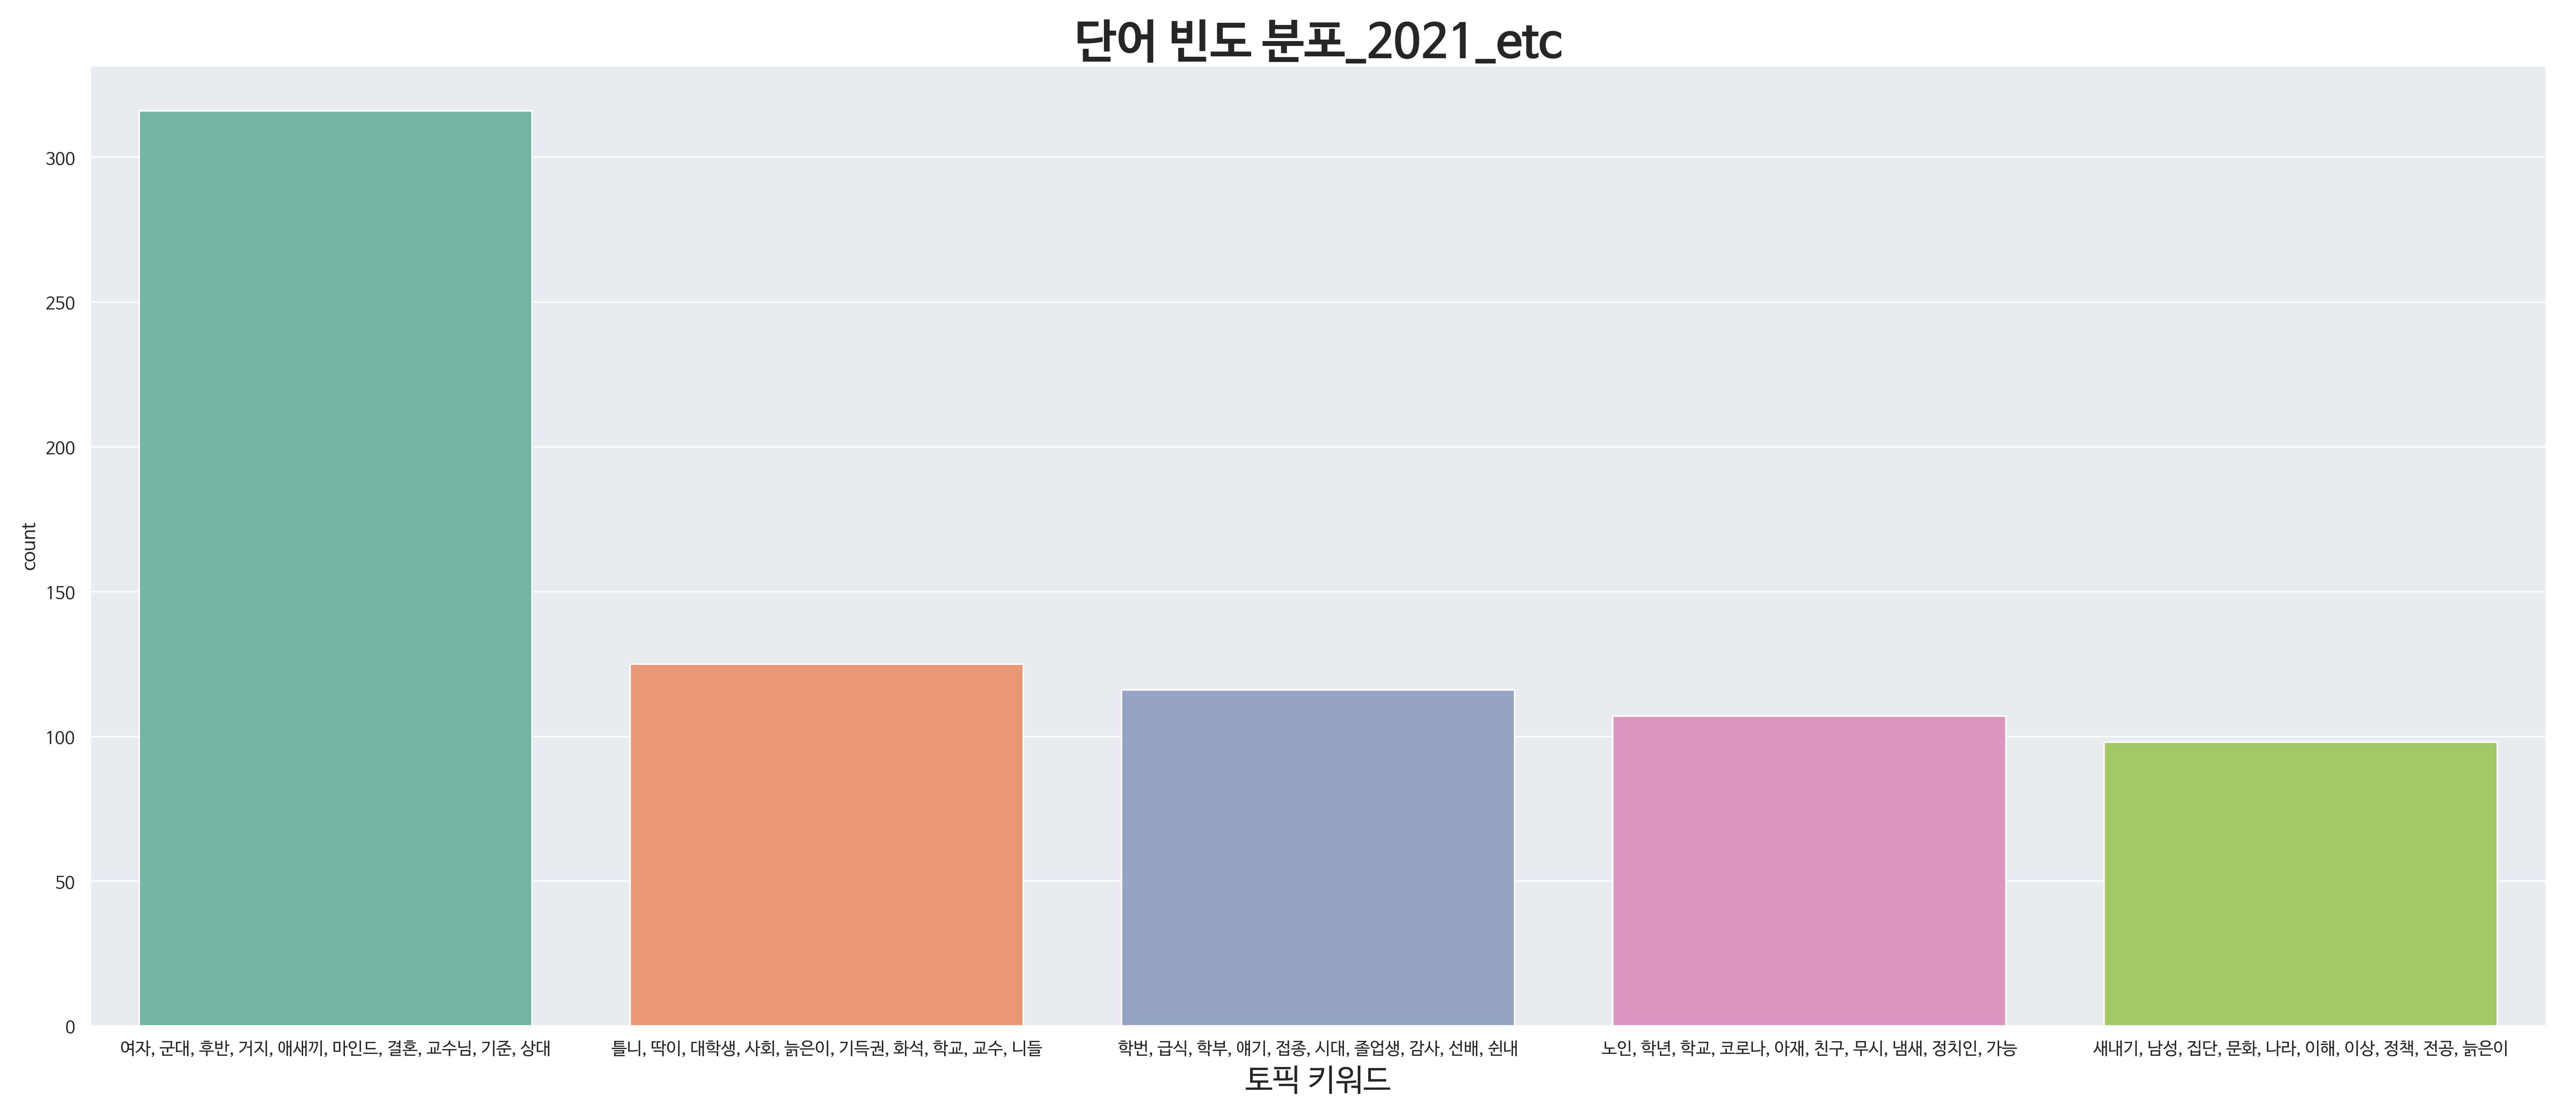 단어 빈도 분포_2021_etc
count
300
250
200
150
100
50
0
여자, 군대, 후반, 거지, 애새끼, 마인드, 결혼, 교수님, 기준, 상대
틀니, 딱이, 대학생, 사회, 늙은이, 기득권, 화석, 학교, 교수, 니들
학번, 급식, 학부, 얘기, 접종, 시대, 졸업생, 감사, 선배, 쉰내
노인, 학년, 학교, 코로나, 아재, 친구, 무시, 냄새, 정치인, 가능
새내기, 남성, 집단, 문화, 나라, 이해, 이상, 정책, 전공, 늙은이
토픽 키워드